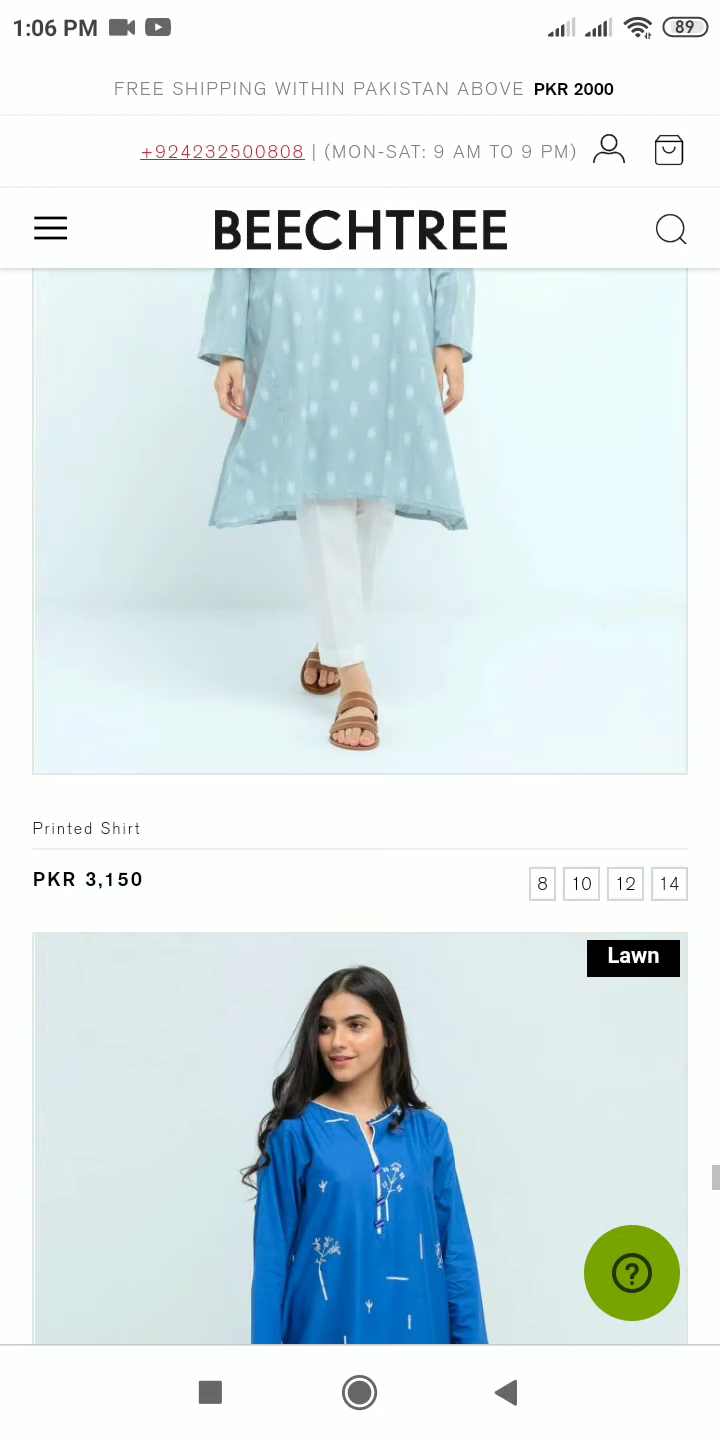 1:06 PM 89
FREE SHIPPING WITHIN PAKISTAN ABOVE PKR 2000
+924232500808 | (MON-SAT: 9 AM TO 9 PM)
BEECHTREE
Printed Shirt
PKR 3,150 8 10 12 14
Lawn
?